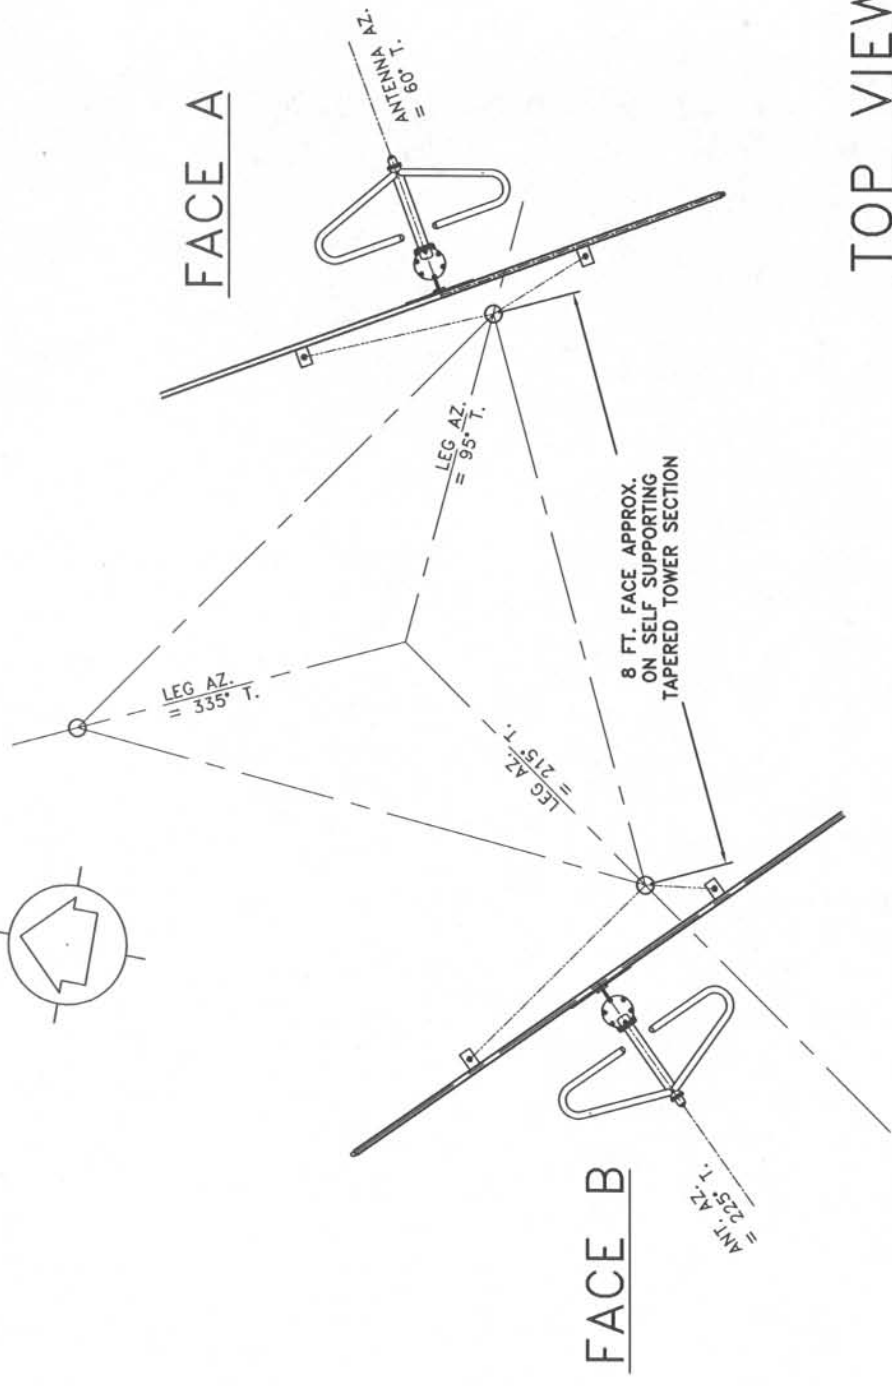 FACE A
ANTENNA AZ.
= 60° T.
LEG AZ.
= 95° T.
LEG AZ.
= 335° T.
LEG AZ.
= 215° T.
8 FT. FACE APPROX.
ON SELF SUPPORTING
TAPERED TOWER SECTION
FACE B
ANT. AZ.
= 225° T.
TOP VIEW